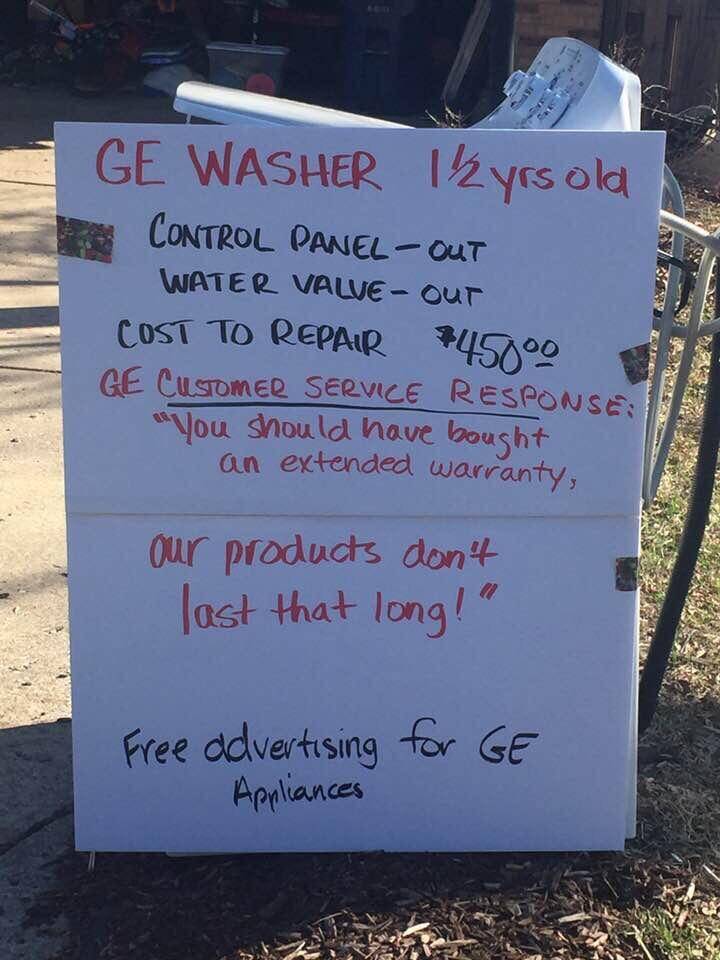 GE WASHER 1 1/2 yrs old
CONTROL PANEL - OUT
WATER VALVE - OUT
COST TO REPAIR $450.00
GE CUSTOMER SERVICE RESPONSE:
"You should have bought
an extended warranty,
our products don't
last that long!"
Free advertising for GE
Appliances